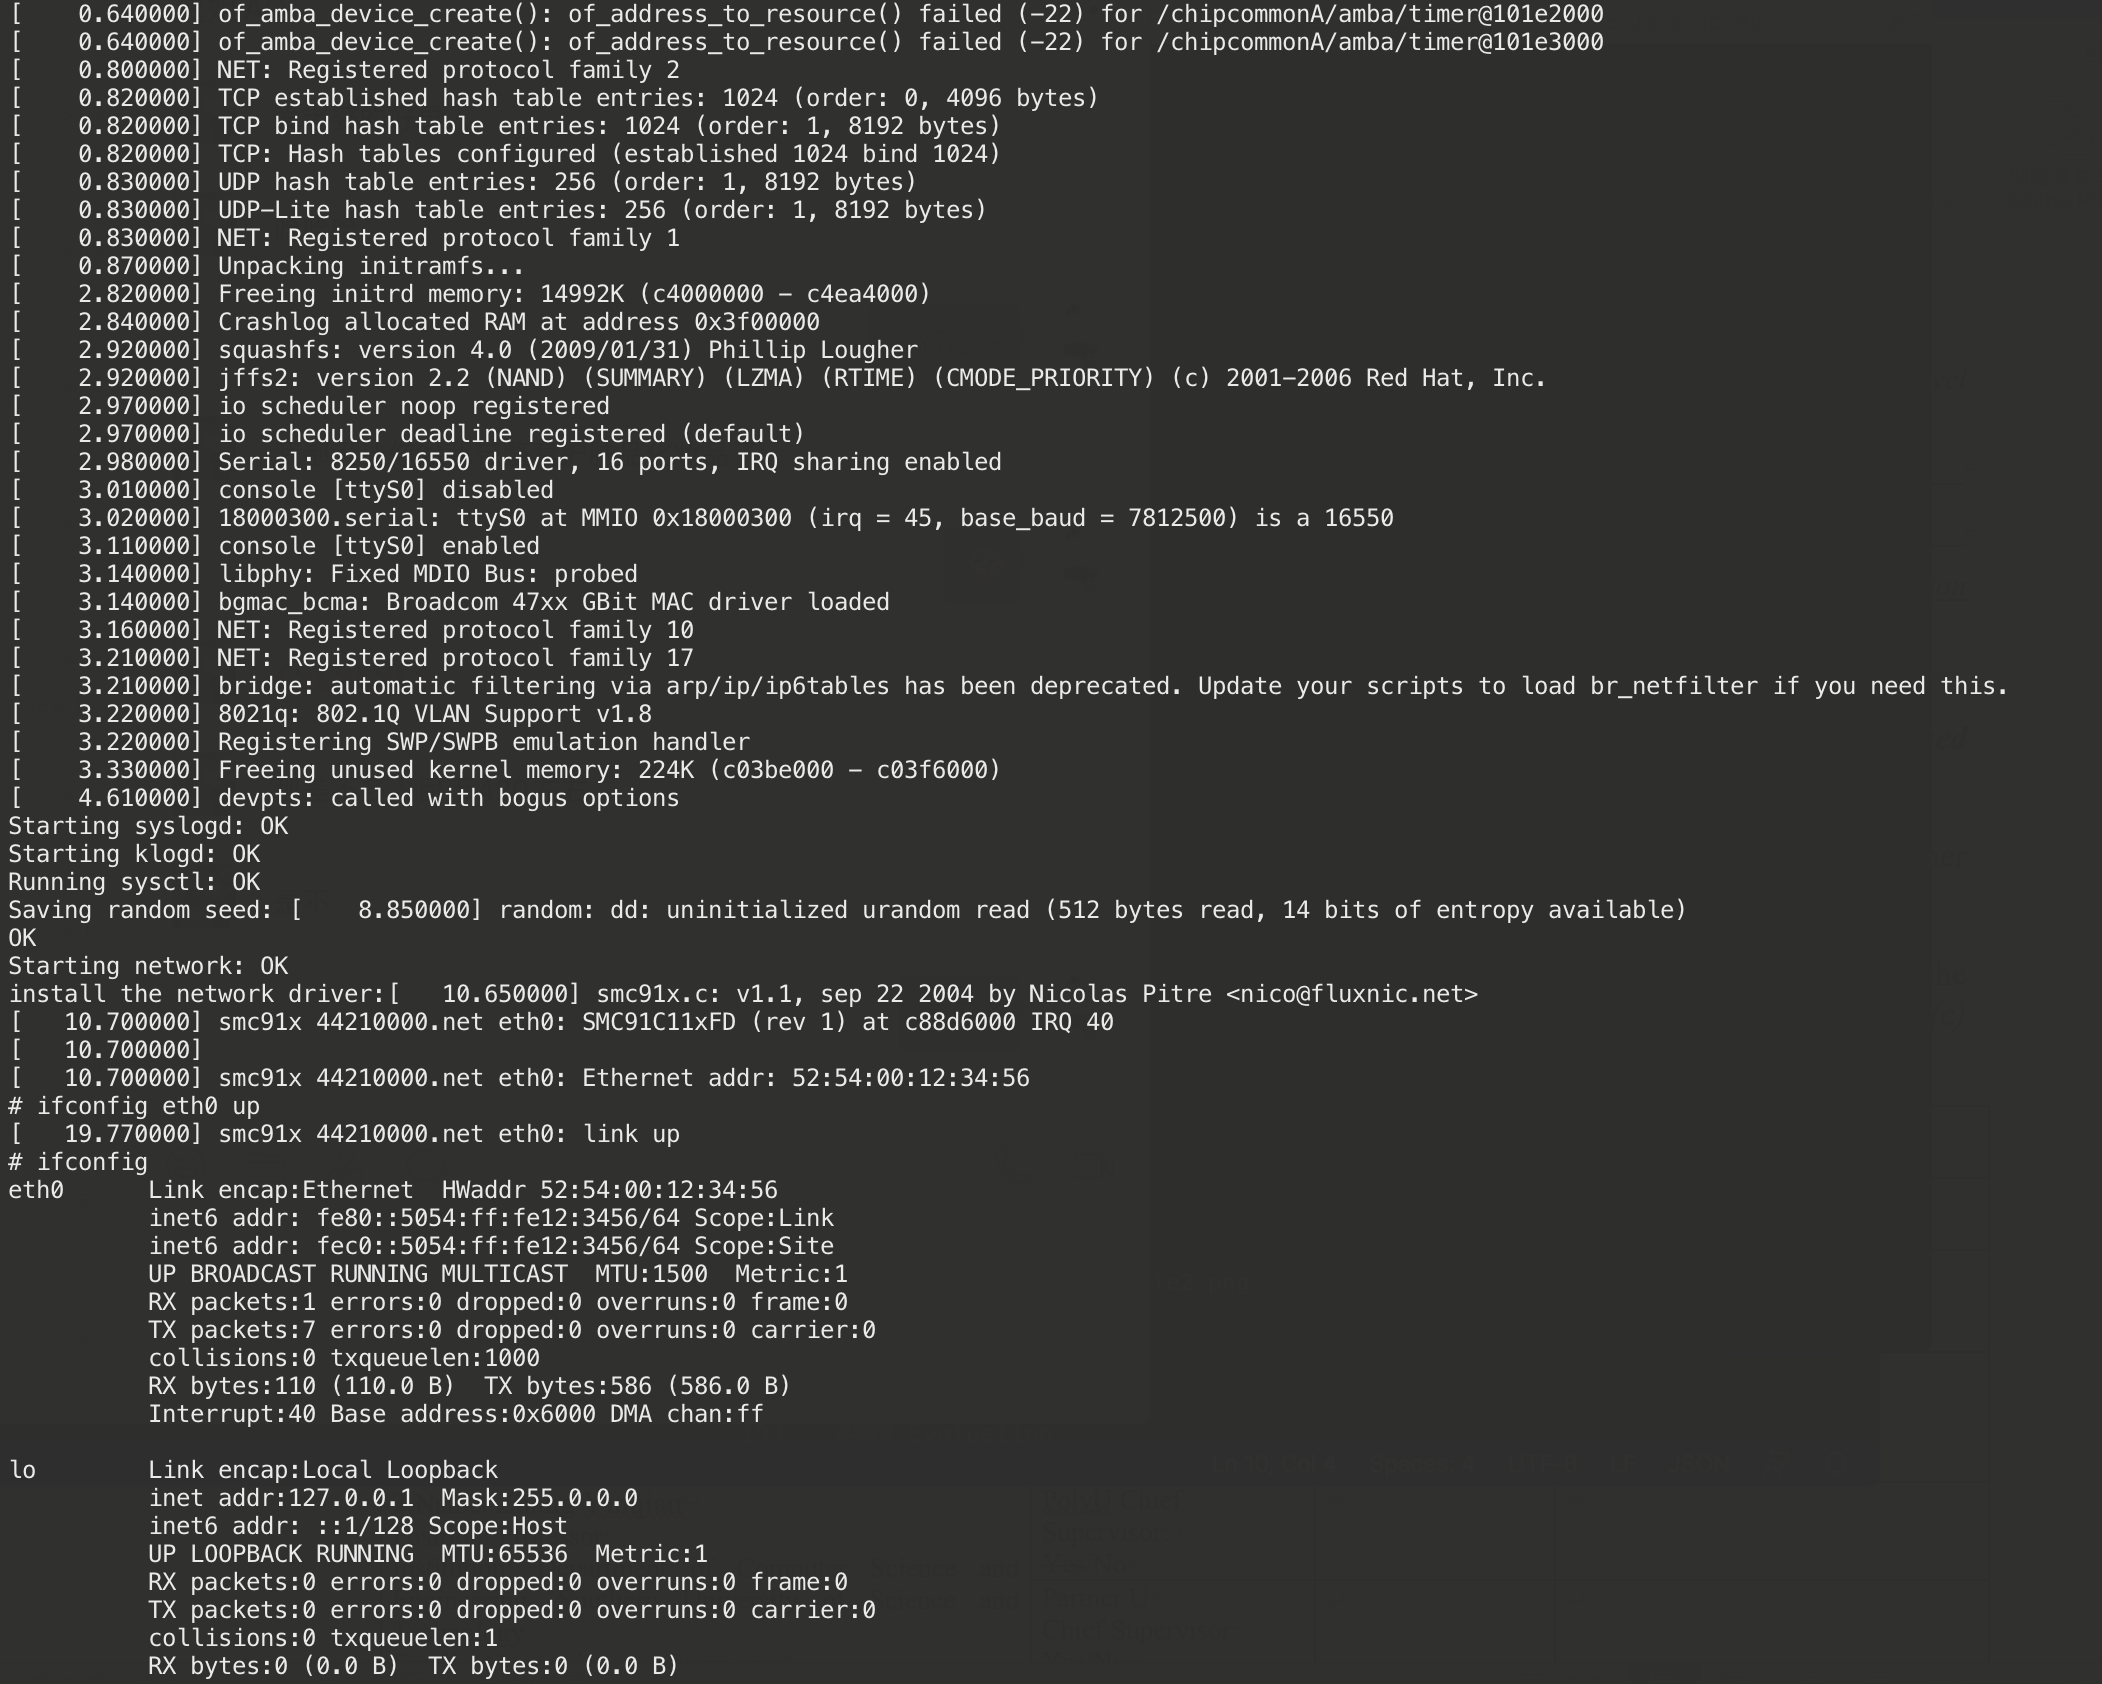 [    0.640000] of_amba_device_create(): of_address_to_resource() failed (-22) for /chipcommonA/amba/timer@101e2000
[    0.640000] of_amba_device_create(): of_address_to_resource() failed (-22) for /chipcommonA/amba/timer@101e3000
[    0.800000] NET: Registered protocol family 2
[    0.820000] TCP established hash table entries: 1024 (order: 0, 4096 bytes)
[    0.820000] TCP bind hash table entries: 1024 (order: 1, 8192 bytes)
[    0.820000] TCP: Hash tables configured (established 1024 bind 1024)
[    0.830000] UDP hash table entries: 256 (order: 1, 8192 bytes)
[    0.830000] UDP-Lite hash table entries: 256 (order: 1, 8192 bytes)
[    0.830000] NET: Registered protocol family 1
[    0.870000] Unpacking initramfs...
[    2.820000] Freeing initrd memory: 14992K (c4000000 - c4ea4000)
[    2.840000] Crashlog allocated RAM at address 0x3f00000
[    2.920000] squashfs: version 4.0 (2009/01/31) Phillip Lougher
[    2.920000] jffs2: version 2.2 (NAND) (SUMMARY) (LZMA) (RTIME) (CMODE_PRIORITY) (c) 2001-2006 Red Hat, Inc.
[    2.970000] io scheduler noop registered
[    2.970000] io scheduler deadline registered (default)
[    2.980000] Serial: 8250/16550 driver, 16 ports, IRQ sharing enabled
[    3.010000] console [ttyS0] disabled
[    3.020000] 18000300.serial: ttyS0 at MMIO 0x18000300 (irq = 45, base_baud = 7812500) is a 16550
[    3.110000] console [ttyS0] enabled
[    3.140000] libphy: Fixed MDIO Bus: probed
[    3.140000] bgmac_bcma: Broadcom 47xx GBit MAC driver loaded
[    3.160000] NET: Registered protocol family 10
[    3.210000] NET: Registered protocol family 17
[    3.210000] bridge: automatic filtering via arp/ip/ip6tables has been deprecated. Update your scripts to load br_netfilter if you need this.
[    3.220000] 8021q: 802.1Q VLAN Support v1.8
[    3.220000] Registering SWP/SWPB emulation handler
[    3.330000] Freeing unused kernel memory: 224K (c03be000 - c03f6000)
[    4.610000] devpts: called with bogus options
Starting syslogd: OK
Starting klogd: OK
Running sysctl: OK
Saving random seed: [    8.850000] random: dd: uninitialized urandom read (512 bytes read, 14 bits of entropy available)
OK
Starting network: OK
install the network driver:[   10.650000] smc91x.c: v1.1, sep 22 2004 by Nicolas Pitre <nico@fluxnic.net>
[   10.700000] smc91x 44210000.net eth0: SMC91C11xFD (rev 1) at c88d6000 IRQ 40
[   10.700000]
[   10.700000] smc91x 44210000.net eth0: Ethernet addr: 52:54:00:12:34:56
# ifconfig eth0 up
[   19.770000] smc91x 44210000.net eth0: link up
# ifconfig
eth0      Link encap:Ethernet  HWaddr 52:54:00:12:34:56
          inet6 addr: fe80::5054:ff:fe12:3456/64 Scope:Link
          inet6 addr: fec0::5054:ff:fe12:3456/64 Scope:Site
          UP BROADCAST RUNNING MULTICAST  MTU:1500  Metric:1
          RX packets:1 errors:0 dropped:0 overruns:0 frame:0
          TX packets:7 errors:0 dropped:0 overruns:0 carrier:0
          collisions:0 txqueuelen:1000
          RX bytes:110 (110.0 B)  TX bytes:586 (586.0 B)
          Interrupt:40 Base address:0x6000 DMA chan:ff

lo        Link encap:Local Loopback
          inet addr:127.0.0.1  Mask:255.0.0.0
          inet6 addr: ::1/128 Scope:Host
          UP LOOPBACK RUNNING  MTU:65536  Metric:1
          RX packets:0 errors:0 dropped:0 overruns:0 frame:0
          TX packets:0 errors:0 dropped:0 overruns:0 carrier:0
          collisions:0 txqueuelen:1
          RX bytes:0 (0.0 B)  TX bytes:0 (0.0 B)